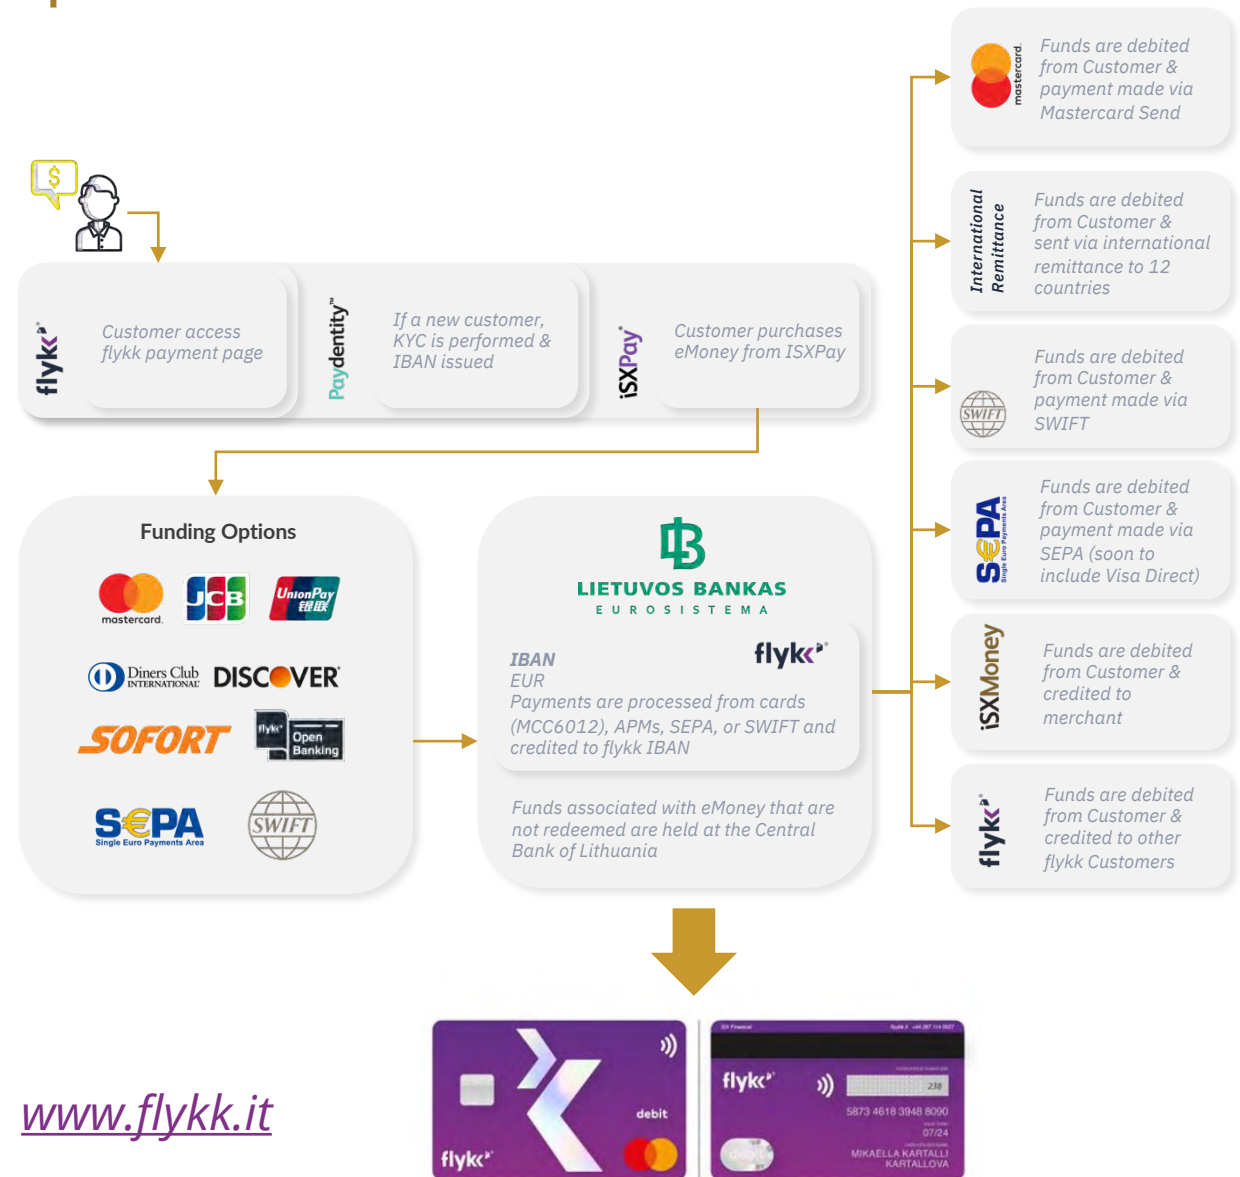 Funds are debited
from Customer &
payment made via
Mastercard Send
mastercard.
$
International
Remittance
Funds are debited
from Customer &
sent via international
remittance to 12
countries
flykk
Customer access
flykk payment page
Paydentity™
If a new customer,
KYC is performed &
IBAN issued
iSXPay
Customer purchases
eMoney from ISXPay
SWIFT
Funds are debited
from Customer &
payment made via
SWIFT
SEPA
Single Euro Payments Area
Funds are debited
from Customer &
payment made via
SEPA (soon to
include Visa Direct)
Funding Options
mastercard.
JCB
UnionPay
银联
Diners Club
INTERNATIONAL
DISCOVER
SOFORT
flykk
Open
Banking
S€PA
Single Euro Payments Area
SWIFT
LIETUVOS BANKAS
EUROSISTEMA
IBAN
flykk
EUR
Payments are processed from cards
(MCC6012), APMs, SEPA, or SWIFT and
credited to flykk IBAN
Funds associated with eMoney that are
not redeemed are held at the Central
Bank of Lithuania
iSXMoney
Funds are debited
from Customer &
credited to
merchant
flykk
Funds are debited
from Customer &
credited to other
flykk Customers
www.flykk.it
debit
flykk
flykk
238
5873 4618 3948 8090
07/24
MIKAELLA KARTALLI
KARTALLOVA
debit